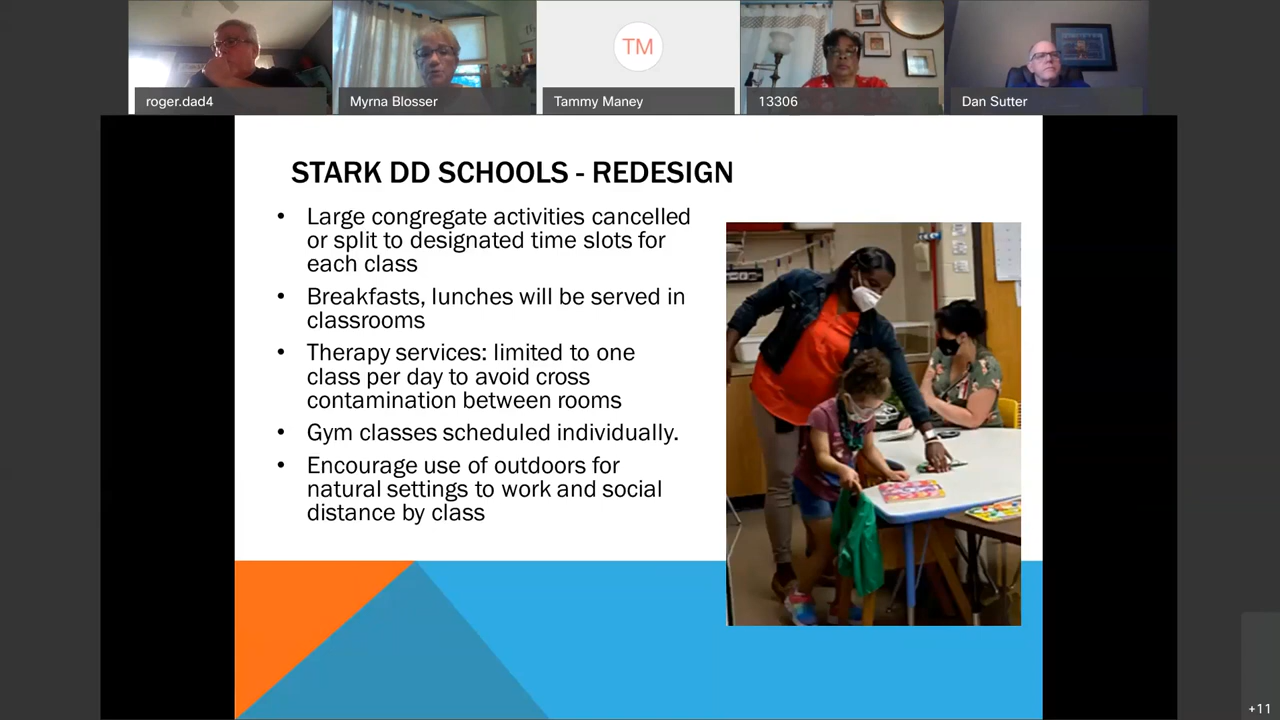 TM
roger.dad4
Myrna Blosser
Tammy Maney
13306
Dan Sutter
STARK DD SCHOOLS - REDESIGN
• Large congregate activities cancelled
or split to designated time slots for
each class
• Breakfasts, lunches will be served in
classrooms
• Therapy services: limited to one
class per day to avoid cross
contamination between rooms
• Gym classes scheduled individually.
• Encourage use of outdoors for
natural settings to work and social
distance by class
+11